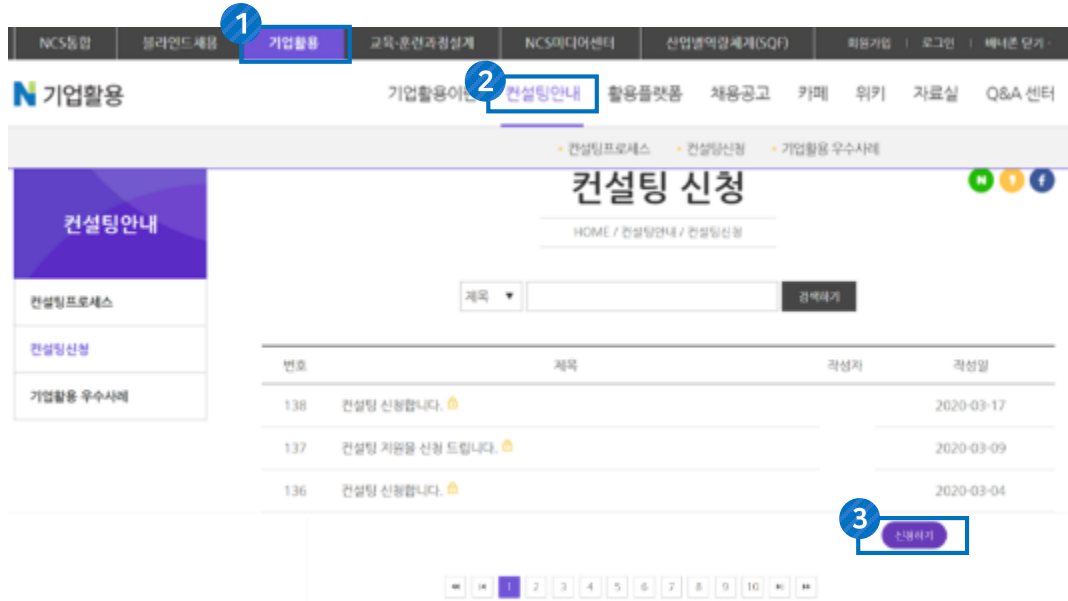 1
NCS통합 블라인드채용 기업활용 교육·훈련과정설계 NCS미디어센터 산업별역량체계(SQF) 회원가입 | 로그인 | 배너존 닫기 -
N 기업활용
기업활용이란 2 컨설팅안내 활용플랫폼 채용공고 카페 위키 자료실 Q&A 센터
• 컨설팅프로세스 • 컨설팅신청 • 기업활용 우수사례
컨설팅안내
컨설팅프로세스
컨설팅신청
기업활용 우수사례
컨설팅 신청
HOME / 컨설팅안내 / 컨설팅신청
제목 ▼ 검색하기
번호 제목 작성자 작성일
138 컨설팅 신청합니다. 2020-03-17
137 컨설팅 지원을 신청 드립니다. 2020-03-09
136 컨설팅 신청합니다. 2020-03-04
3
신청하기
1 2 3 4 5 6 7 8 9 10